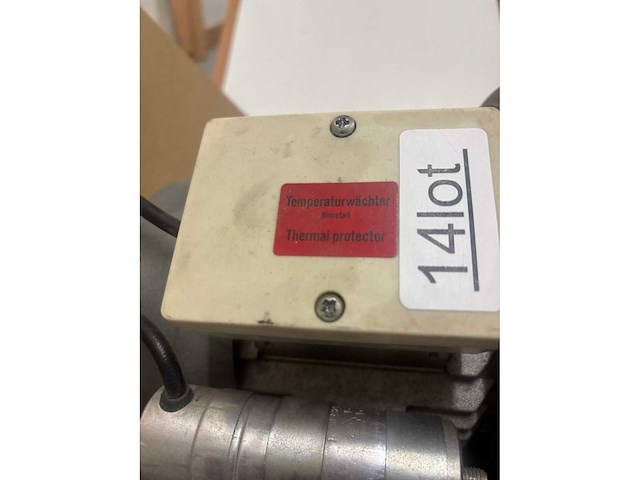 Temperaturwächter
Thermal protector
14lot